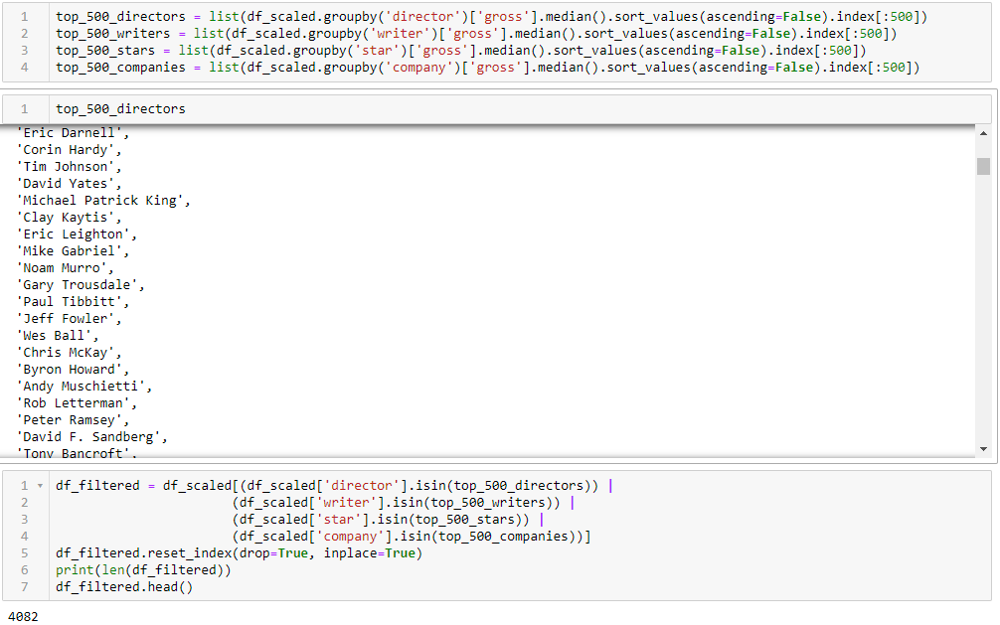 1 top_500_directors = list(df_scaled.groupby('director')['gross'].median().sort_values(ascending=False).index[:500])
2 top_500_writers = list(df_scaled.groupby('writer')['gross'].median().sort_values(ascending=False).index[:500])
3 top_500_stars = list(df_scaled.groupby('star')['gross'].median().sort_values(ascending=False).index[:500])
4 top_500_companies = list(df_scaled.groupby('company')['gross'].median().sort_values(ascending=False).index[:500])
1 top_500_directors
'Eric Darnell',
'Corin Hardy',
'Tim Johnson',
'David Yates',
'Michael Patrick King',
'Clay Kaytis',
'Eric Leighton',
'Mike Gabriel',
'Noam Murro',
'Gary Trousdale',
'Paul Tibbitt',
'Jeff Fowler',
'Wes Ball',
'Chris McKay',
'Byron Howard',
'Andy Muschietti',
'Rob Letterman',
'Peter Ramsey',
'David F. Sandberg',
'Tony Bancroft',
1 df_filtered = df_scaled[(df_scaled['director'].isin(top_500_directors)) |
2 (df_scaled['writer'].isin(top_500_writers)) |
3 (df_scaled['star'].isin(top_500_stars)) |
4 (df_scaled['company'].isin(top_500_companies))]
5 df_filtered.reset_index(drop=True, inplace=True)
6 print(len(df_filtered))
7 df_filtered.head()
4082